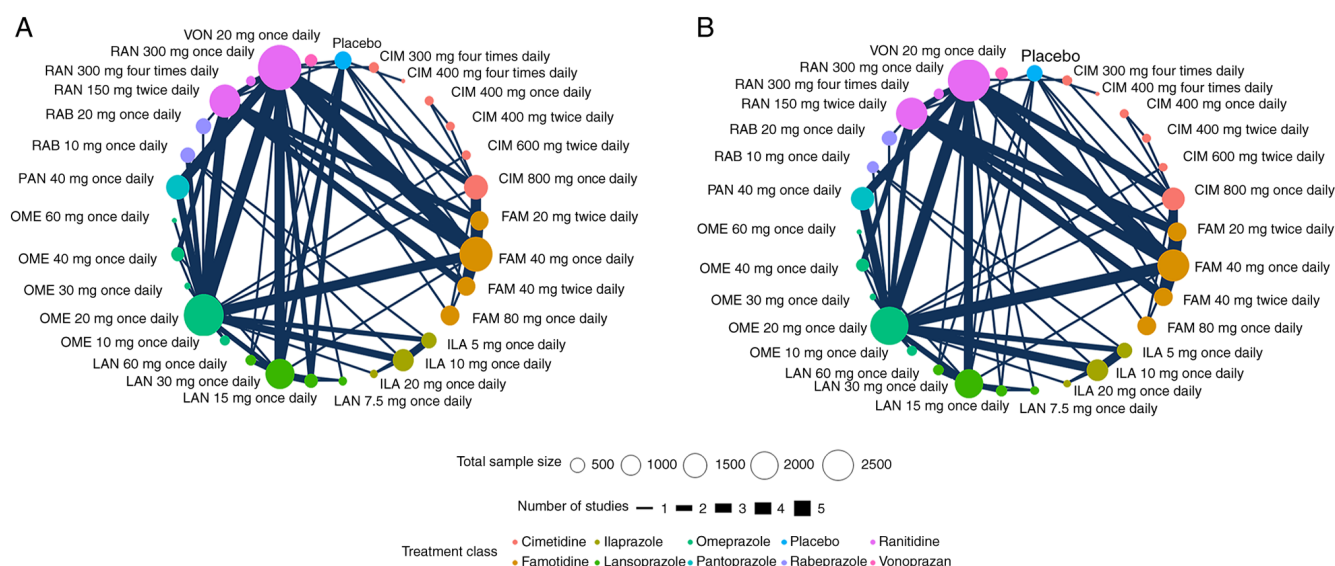 A
VON 20 mg once daily
RAN 300 mg once daily
RAN 300 mg four times daily
RAN 150 mg twice daily
RAB 20 mg once daily
RAB 10 mg once daily
PAN 40 mg once daily
OME 60 mg once daily
OME 40 mg once daily
OME 30 mg once daily
OME 20 mg once daily
OME 10 mg once daily
LAN 60 mg once daily
LAN 30 mg once daily
LAN 15 mg once daily
LAN 7.5 mg once daily
Placebo
CIM 300 mg four times daily
CIM 400 mg four times daily
CIM 400 mg once daily
CIM 400 mg twice daily
CIM 600 mg twice daily
CIM 800 mg once daily
FAM 20 mg twice daily
FAM 40 mg once daily
FAM 40 mg twice daily
FAM 80 mg once daily
ILA 5 mg once daily
ILA 10 mg once daily
ILA 20 mg once daily
B
VON 20 mg once daily
RAN 300 mg once daily
RAN 300 mg four times daily
RAN 150 mg twice daily
RAB 20 mg once daily
RAB 10 mg once daily
PAN 40 mg once daily
OME 60 mg once daily
OME 40 mg once daily
OME 30 mg once daily
OME 20 mg once daily
OME 10 mg once daily
LAN 60 mg once daily
LAN 30 mg once daily
LAN 15 mg once daily
LAN 7.5 mg once daily
Placebo
CIM 300 mg four times daily
CIM 400 mg four times daily
CIM 400 mg once daily
CIM 400 mg twice daily
CIM 600 mg twice daily
CIM 800 mg once daily
FAM 20 mg twice daily
FAM 40 mg once daily
FAM 40 mg twice daily
FAM 80 mg once daily
ILA 5 mg once daily
ILA 10 mg once daily
ILA 20 mg once daily
Total sample size 500 1000 1500 2000 2500
Number of studies 1 2 3 4 5
Treatment class
Cimetidine Ilaprazole Omeprazole Placebo Ranitidine
Famotidine Lansoprazole Pantoprazole Rabeprazole Vonoprazan